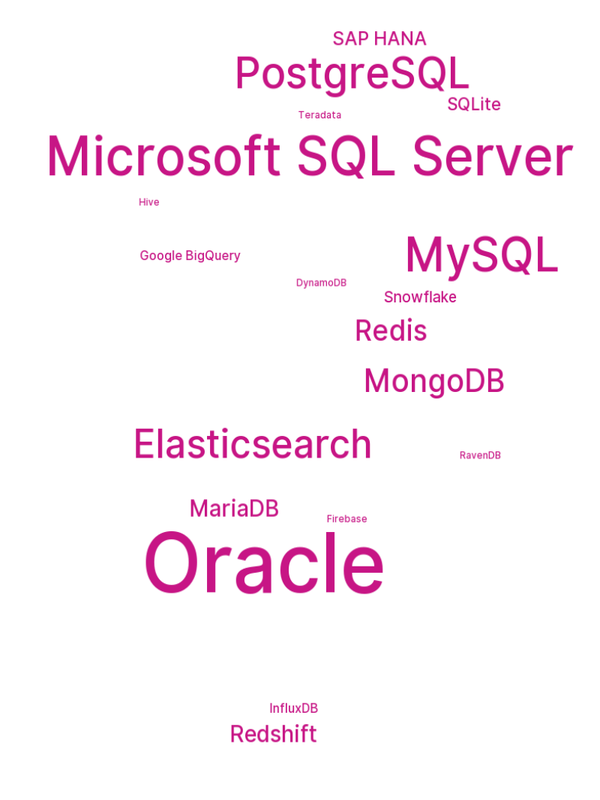 SAP HANA
PostgreSQL
SQLite
Teradata
Microsoft SQL Server
Hive
MySQL
Google BigQuery
DynamoDB
Snowflake
Redis
MongoDB
Elasticsearch
RavenDB
MariaDB
Firebase
Oracle
InfluxDB
Redshift